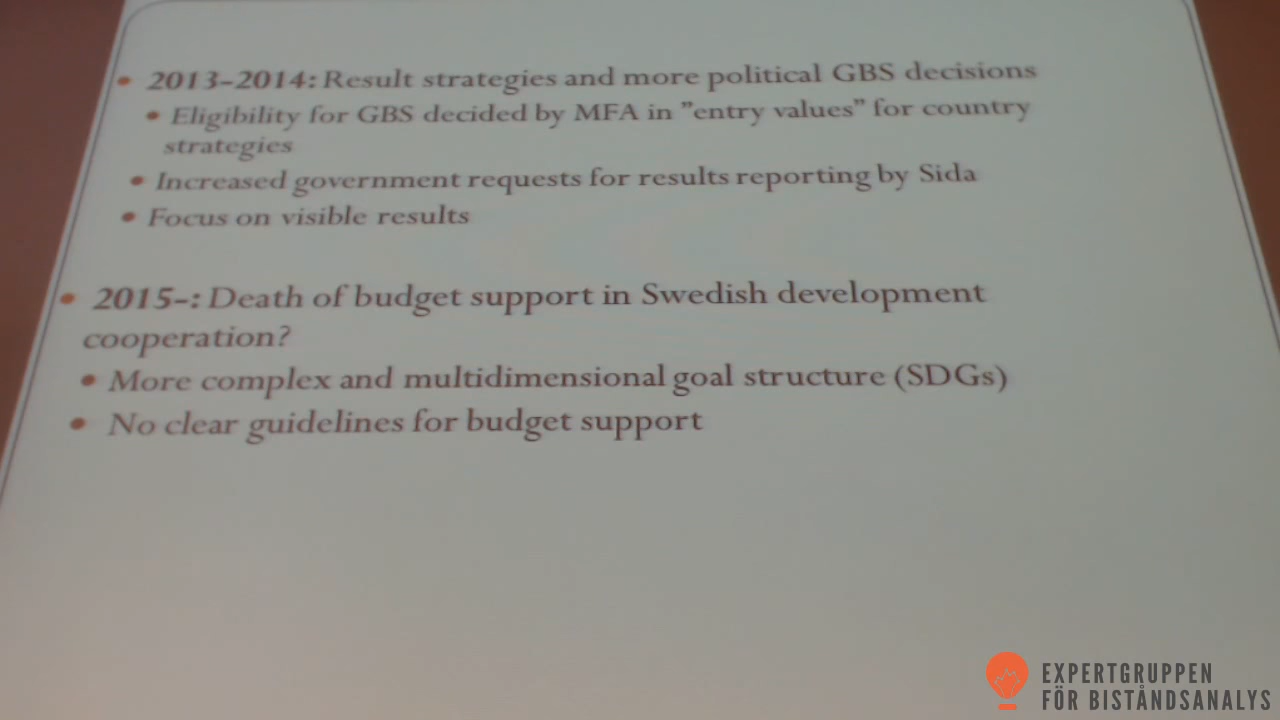 2013-2014: Result strategies and more political GBS decisions
Eligibility for GBS decided by MFA in ”entry values” for country
strategies
Increased government requests for results reporting by Sida
Focus on visible results
2015-: Death of budget support in Swedish development
cooperation?
More complex and multidimensional goal structure (SDGs)
No clear guidelines for budget support
EXPERTGRUPPEN
FÖR BISTÅNDSANALYS